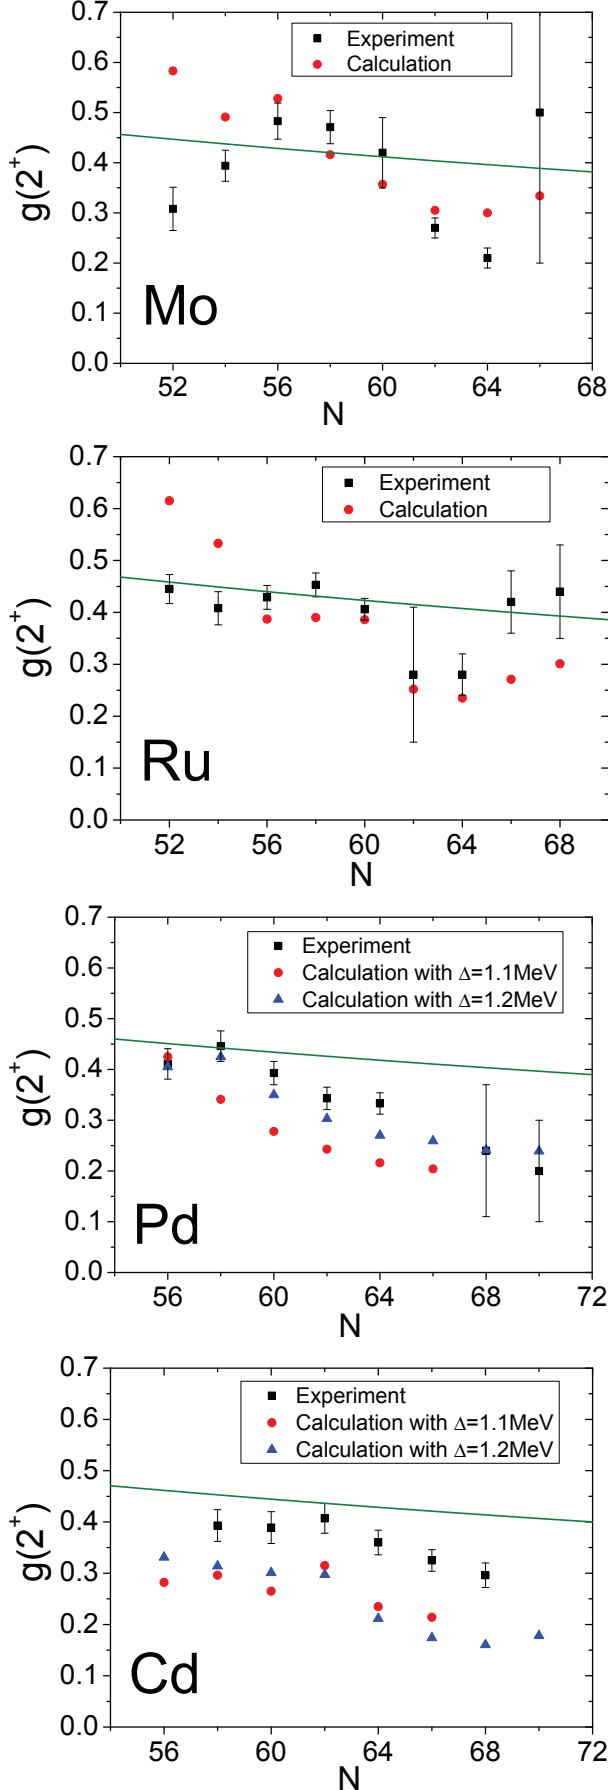 0.7
Experiment
Calculation
0.6
0.5
0.4
g(2⁺)
0.3
0.2
0.1
Mo
0.0
52 56 60 64 68
N
0.7
Experiment
Calculation
0.6
0.5
0.4
g(2⁺)
0.3
0.2
0.1
Ru
0.0
52 56 60 64 68
N
0.7
Experiment
Calculation with Δ=1.1MeV
Calculation with Δ=1.2MeV
0.6
0.5
0.4
g(2⁺)
0.3
0.2
0.1
Pd
0.0
56 60 64 68 72
N
0.7
Experiment
Calculation with Δ=1.1MeV
Calculation with Δ=1.2MeV
0.6
0.5
0.4
g(2⁺)
0.3
0.2
0.1
Cd
0.0
56 60 64 68 72
N